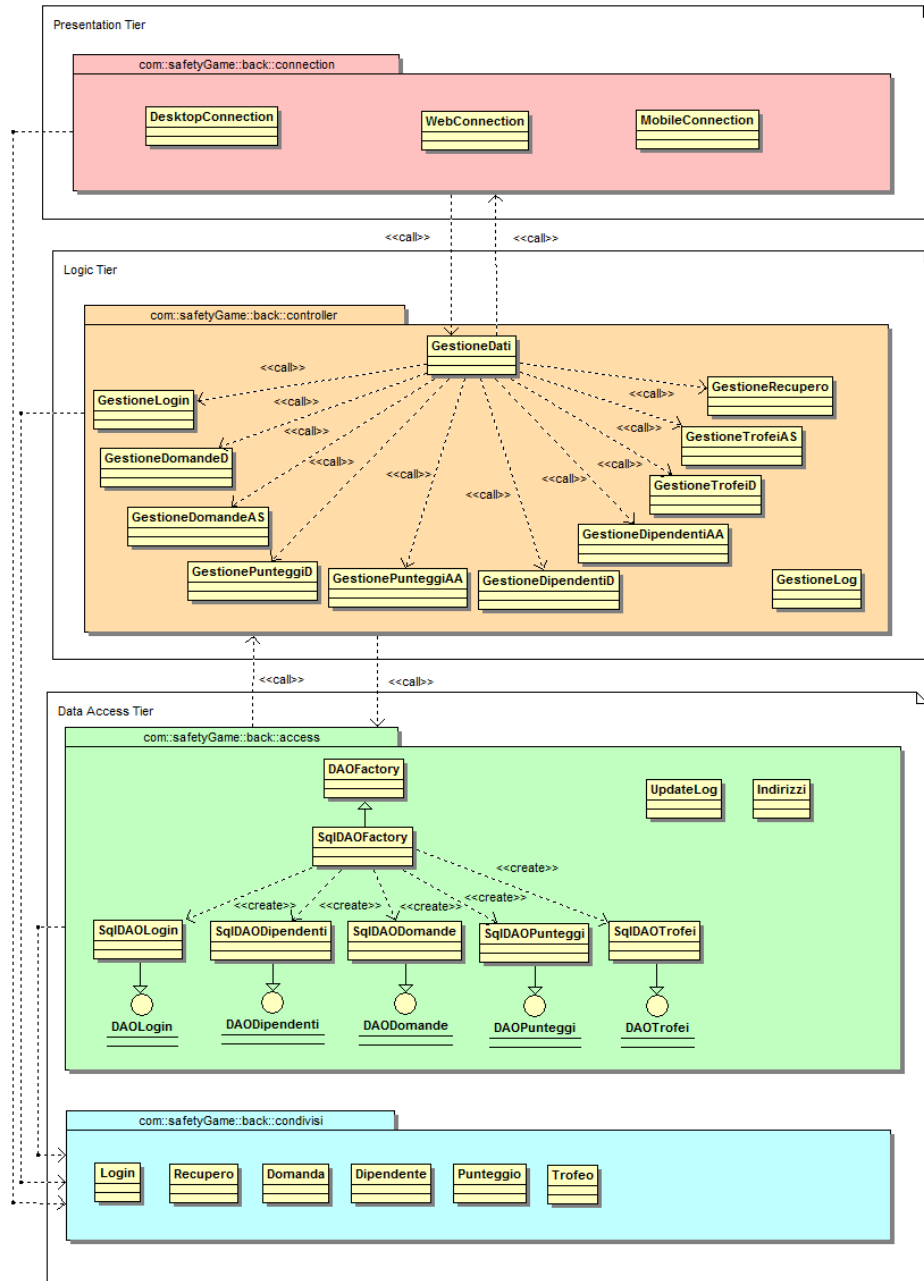 Presentation Tier
com::safetyGame::back::connection
DesktopConnection
WebConnection
MobileConnection
<<call>>
<<call>>
Logic Tier
com::safetyGame::back::controller
GestioneDati
<<call>>
<<call>>
<<call>>
<<call>>
<<call>>
<<call>>
<<call>>
<<call>>
<<call>>
<<call>>
GestioneLogin
GestioneRecupero
GestioneDomandeD
GestioneTrofeiAS
GestioneDomandeAS
GestioneTrofeiD
GestionePunteggiD
GestioneDipendentiAA
GestionePunteggiAA
GestioneDipendentiD
GestioneLog
<<call>>
<<call>>
Data Access Tier
com::safetyGame::back::access
DAOFactory
UpdateLog
Indirizzi
SqlDAOFactory
<<create>>
<<create>>
<<create>>
<<create>>
<<create>>
SqlDAOLogin
SqlDAODipendenti
SqlDAODomande
SqlDAOPunteggi
SqlDAOTrofei
DAOLogin
DAODipendenti
DAODomande
DAOPunteggi
DAOTrofei
com::safetyGame::back::condivisi
Login
Recupero
Domanda
Dipendente
Punteggio
Trofeo